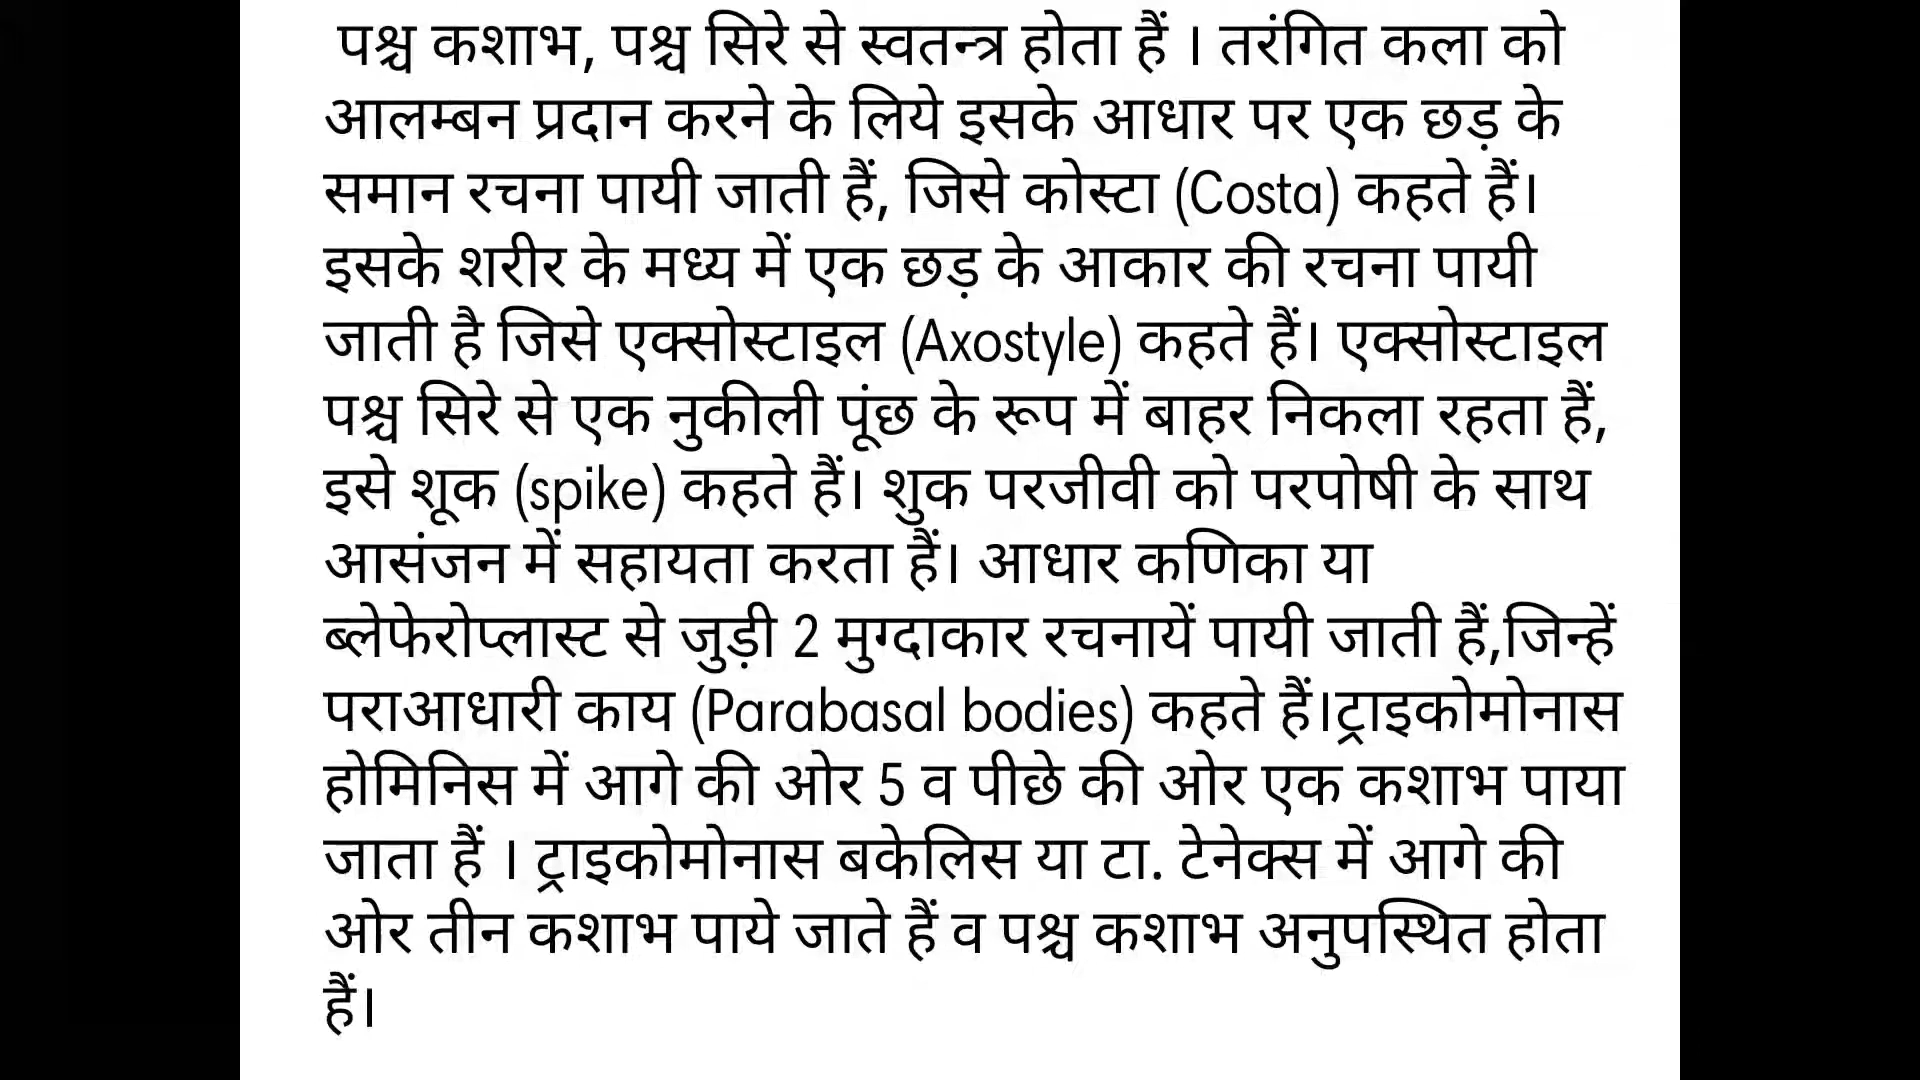 पश्च कशाभ, पश्च सिरे से स्वतन्त्र होता हैं । तरंगित कला को
आलम्बन प्रदान करने के लिये इसके आधार पर एक छड़ के
समान रचना पायी जाती हैं, जिसे कोस्टा (Costa) कहते हैं।
इसके शरीर के मध्य में एक छड़ के आकार की रचना पायी
जाती है जिसे एक्सोस्टाइल (Axostyle) कहते हैं। एक्सोस्टाइल
पश्च सिरे से एक नुकीली पूंछ के रूप में बाहर निकला रहता हैं,
इसे शूक (spike) कहते हैं। शुक परजीवी को परपोषी के साथ
आसंजन में सहायता करता हैं। आधार कणिका या
ब्लेफेरोप्लास्ट से जुड़ी 2 मुग्दाकार रचनायें पायी जाती हैं,जिन्हें
पराआधारी काय (Parabasal bodies) कहते हैं।ट्राइकोमोनास
होमिनिस में आगे की ओर 5 व पीछे की ओर एक कशाभ पाया
जाता हैं । ट्राइकोमोनास बकेलिस या टा. टेनेक्स में आगे की
ओर तीन कशाभ पाये जाते हैं व पश्च कशाभ अनुपस्थित होता
हैं।